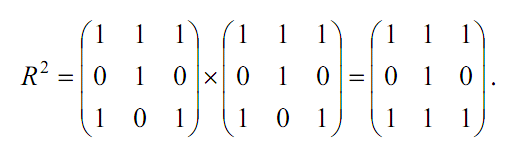 R² = (1 1 1) × (1 1 1) = (1 1 1)
0 1 0 0 1 0 0 1 0
1 0 1 1 0 1 1 1 1 .